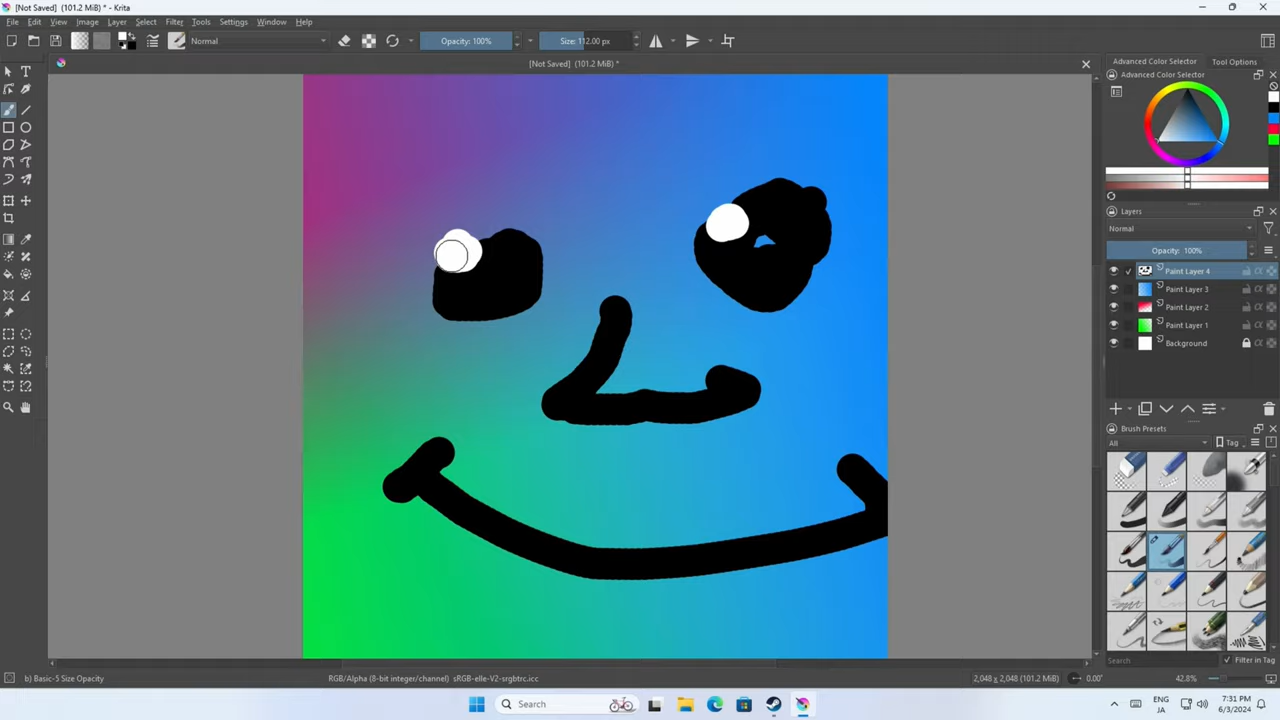 [Not Saved] (101.2 MiB) * - Krita
File Edit View Image Layer Select Filter Tools Settings Window Help
Normal
Opacity: 100%
Size: 112.00 px
[Not Saved] (101.2 MiB) *
Advanced Color Selector
Tool Options
Advanced Color Selector
Layers
Normal
Opacity: 100%
Paint Layer 4
Paint Layer 3
Paint Layer 2
Paint Layer 1
Background
Brush Presets
All
Tag
Search
Filter in Tag
b) Basic-5 Size Opacity
RGB/Alpha (8-bit integer/channel) sRGB-elle-V2-srgbtrc.icc
2,048 x 2,048 (101.2 MiB)
0.00°
42.8%
Search
ENG
JA
7:31 PM
6/3/2024